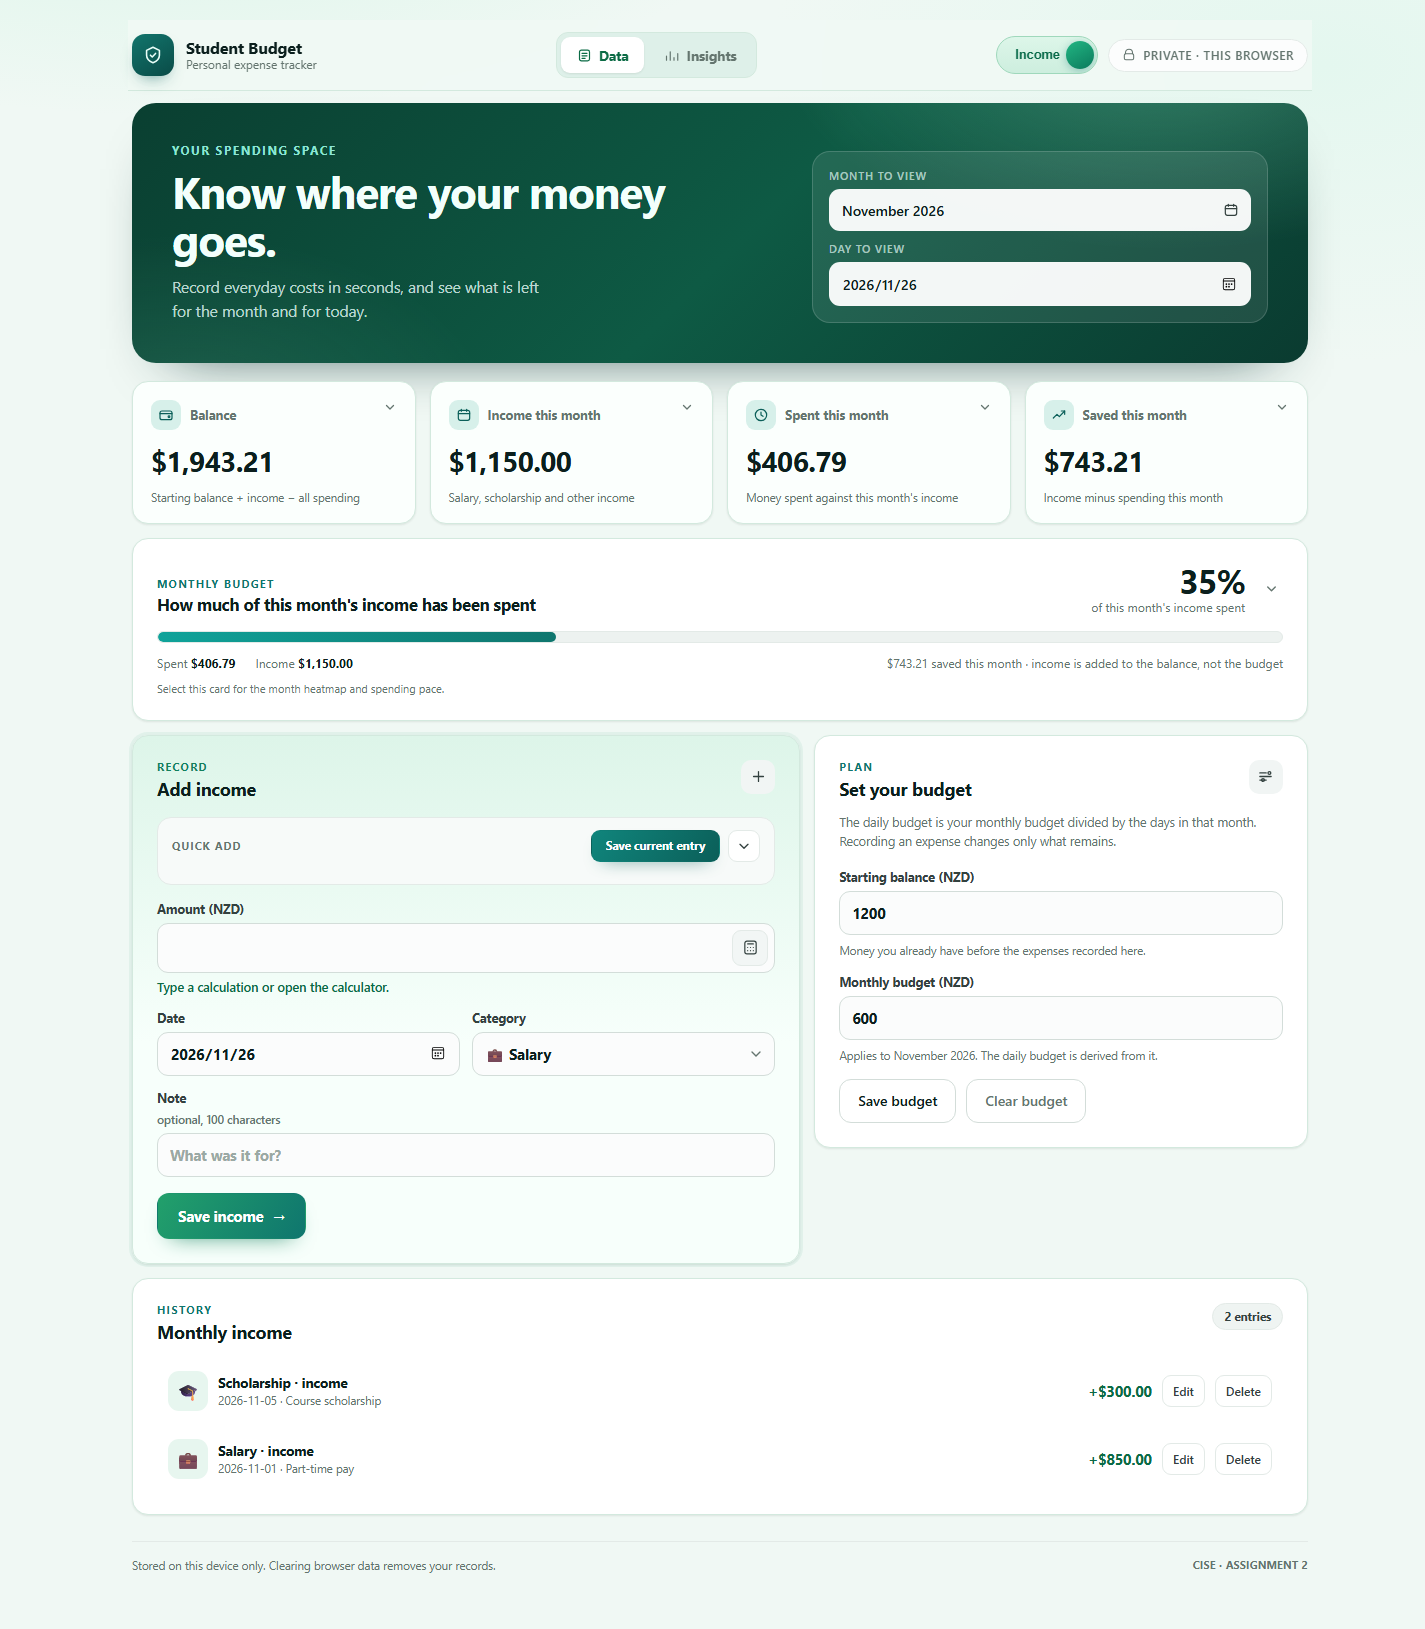 Student Budget
Personal expense tracker
Data
Insights
Income
PRIVATE · THIS BROWSER
YOUR SPENDING SPACE
Know where your money
goes.
Record everyday costs in seconds, and see what is left
for the month and for today.
MONTH TO VIEW
November 2026
DAY TO VIEW
2026/11/26
Balance
$1,943.21
Starting balance + income − all spending
Income this month
$1,150.00
Salary, scholarship and other income
Spent this month
$406.79
Money spent against this month's income
Saved this month
$743.21
Income minus spending this month
MONTHLY BUDGET
How much of this month's income has been spent
35%
of this month's income spent
Spent $406.79 Income $1,150.00
$743.21 saved this month · income is added to the balance, not the budget
Select this card for the month heatmap and spending pace.
RECORD
Add income
QUICK ADD
Save current entry
Amount (NZD)
Type a calculation or open the calculator.
Date
2026/11/26
Category
Salary
Note
optional, 100 characters
What was it for?
Save income →
PLAN
Set your budget
The daily budget is your monthly budget divided by the days in that month.
Recording an expense changes only what remains.
Starting balance (NZD)
1200
Money you already have before the expenses recorded here.
Monthly budget (NZD)
600
Applies to November 2026. The daily budget is derived from it.
Save budget
Clear budget
HISTORY
Monthly income
2 entries
Scholarship · income
2026-11-05 · Course scholarship
+$300.00
Edit
Delete
Salary · income
2026-11-01 · Part-time pay
+$850.00
Edit
Delete
Stored on this device only. Clearing browser data removes your records.
CISE · ASSIGNMENT 2